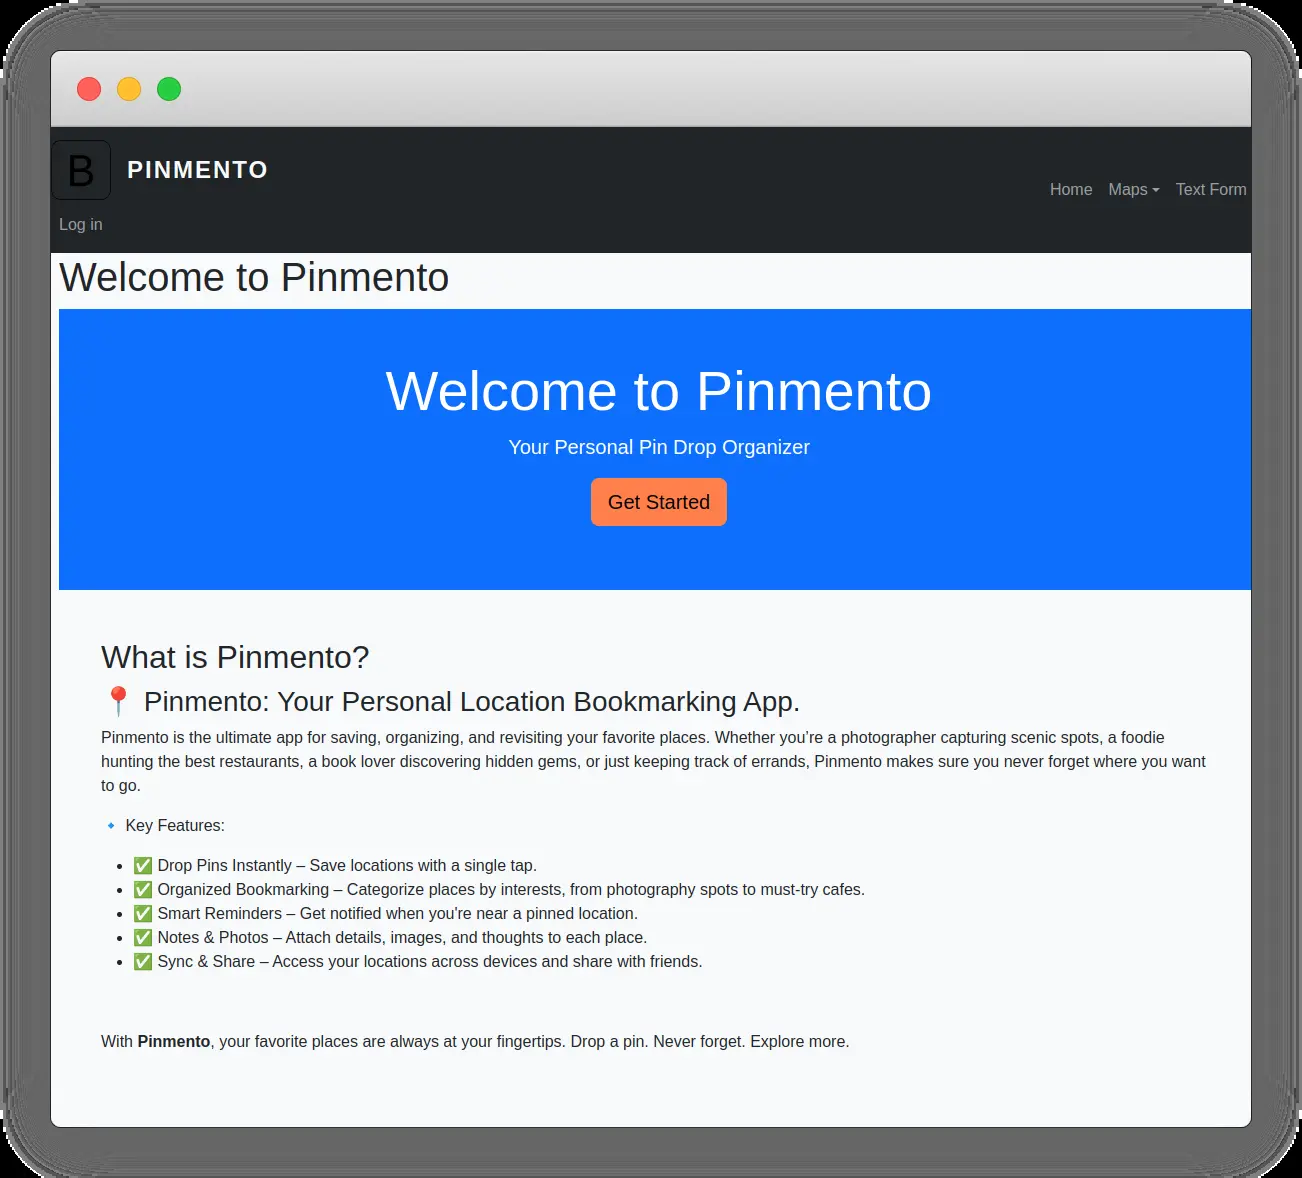 B
PINMENTO
Home Maps Text Form
Log in
Welcome to Pinmento
Welcome to Pinmento
Your Personal Pin Drop Organizer
Get Started
What is Pinmento?
📍 Pinmento: Your Personal Location Bookmarking App.
Pinmento is the ultimate app for saving, organizing, and revisiting your favorite places. Whether you’re a photographer capturing scenic spots, a foodie
hunting the best restaurants, a book lover discovering hidden gems, or just keeping track of errands, Pinmento makes sure you never forget where you want
to go.
🔹 Key Features:
• ✅ Drop Pins Instantly – Save locations with a single tap.
• ✅ Organized Bookmarking – Categorize places by interests, from photography spots to must-try cafes.
• ✅ Smart Reminders – Get notified when you're near a pinned location.
• ✅ Notes & Photos – Attach details, images, and thoughts to each place.
• ✅ Sync & Share – Access your locations across devices and share with friends.
With Pinmento, your favorite places are always at your fingertips. Drop a pin. Never forget. Explore more.